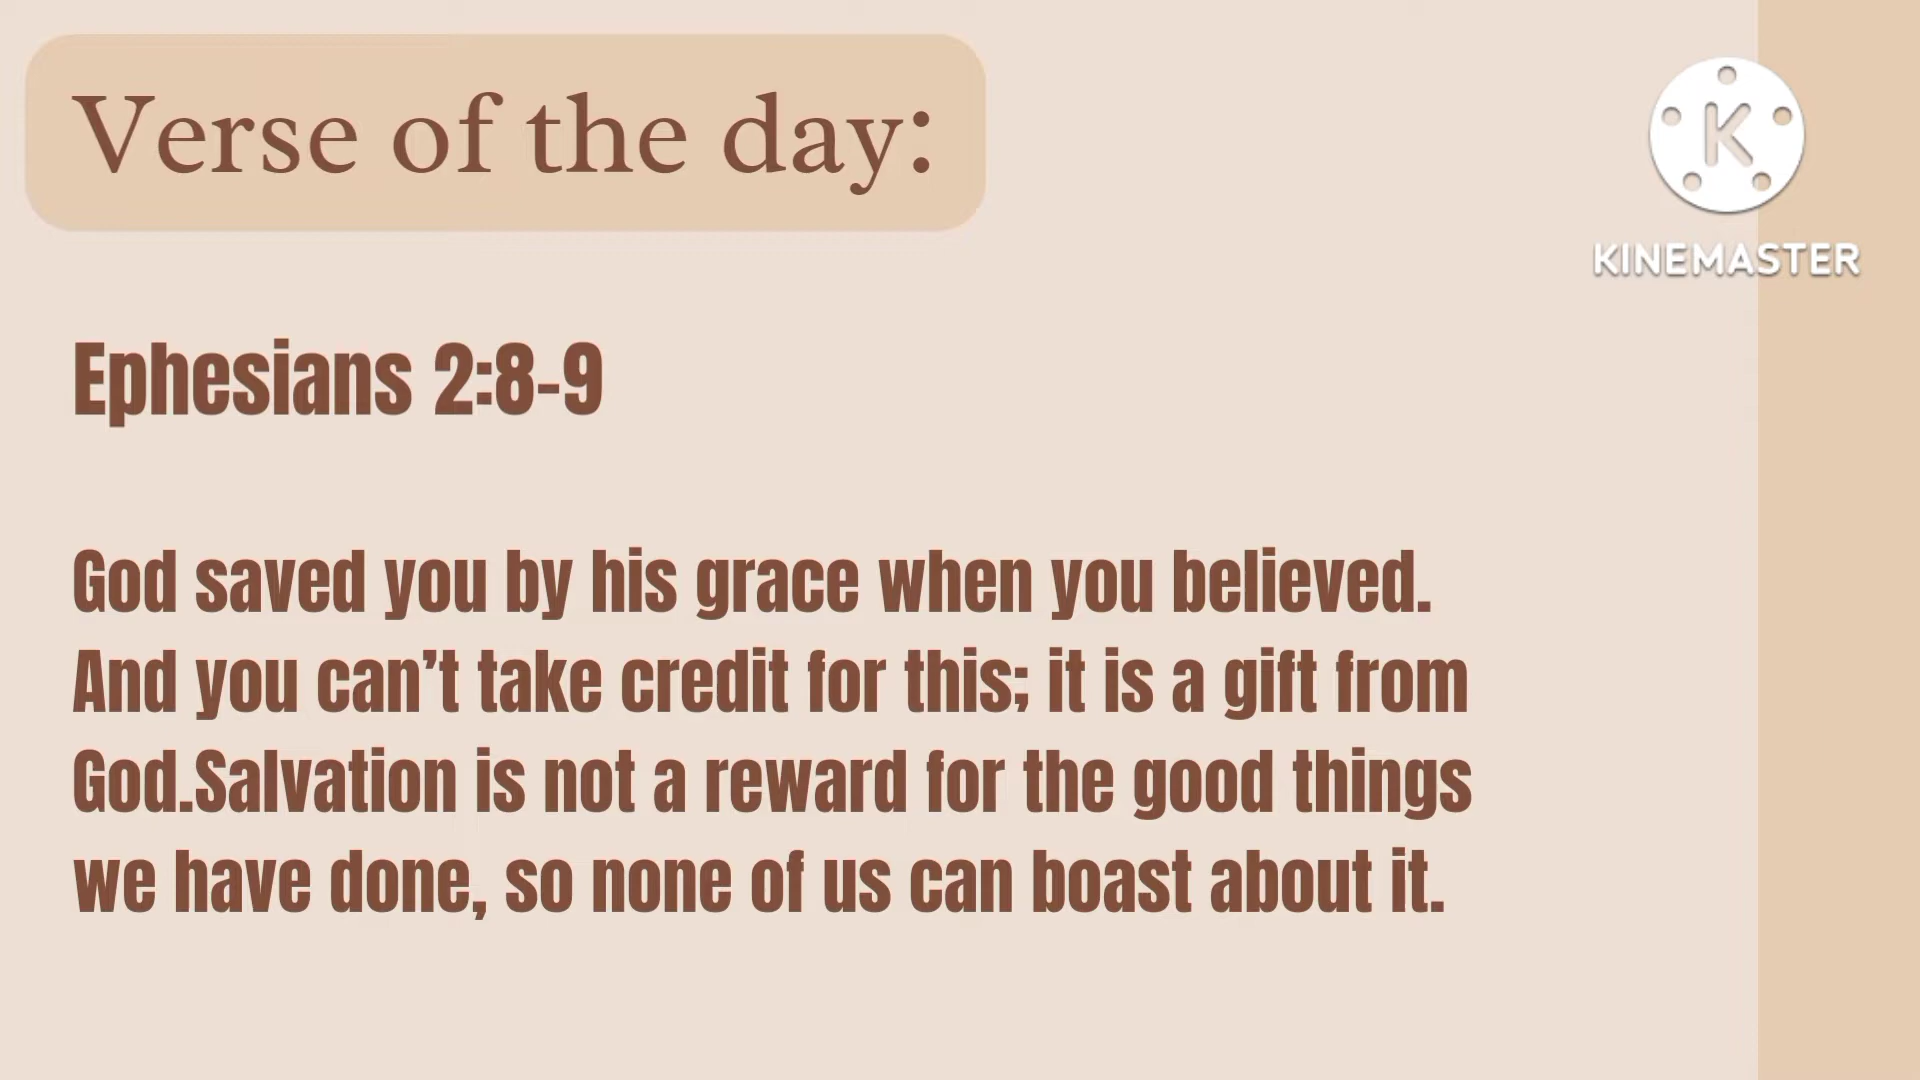 Verse of the day:
K
KINEMASTER
Ephesians 2:8-9
God saved you by his grace when you believed.
And you can’t take credit for this; it is a gift from
God.Salvation is not a reward for the good things
we have done, so none of us can boast about it.